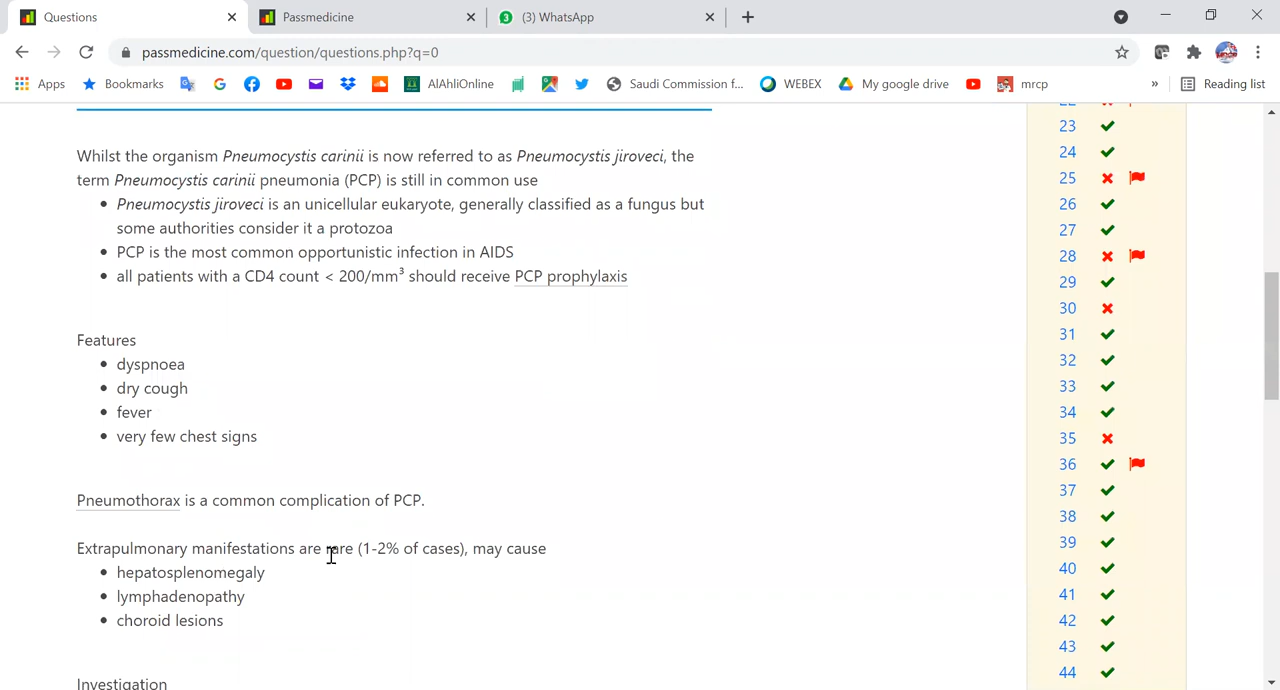 Questions
Passmedicine
(3) WhatsApp
passmedicine.com/question/questions.php?q=0
Apps
Bookmarks
AlAhliOnline
Saudi Commission f...
WEBEX
My google drive
mrcp
»
Reading list
Whilst the organism Pneumocystis carinii is now referred to as Pneumocystis jiroveci, the
term Pneumocystis carinii pneumonia (PCP) is still in common use
• Pneumocystis jiroveci is an unicellular eukaryote, generally classified as a fungus but
some authorities consider it a protozoa
• PCP is the most common opportunistic infection in AIDS
• all patients with a CD4 count < 200/mm³ should receive PCP prophylaxis
Features
• dyspnoea
• dry cough
• fever
• very few chest signs
Pneumothorax is a common complication of PCP.
Extrapulmonary manifestations are rare (1-2% of cases), may cause
• hepatosplenomegaly
• lymphadenopathy
• choroid lesions
Investigation
23
24
25
26
27
28
29
30
31
32
33
34
35
36
37
38
39
40
41
42
43
44